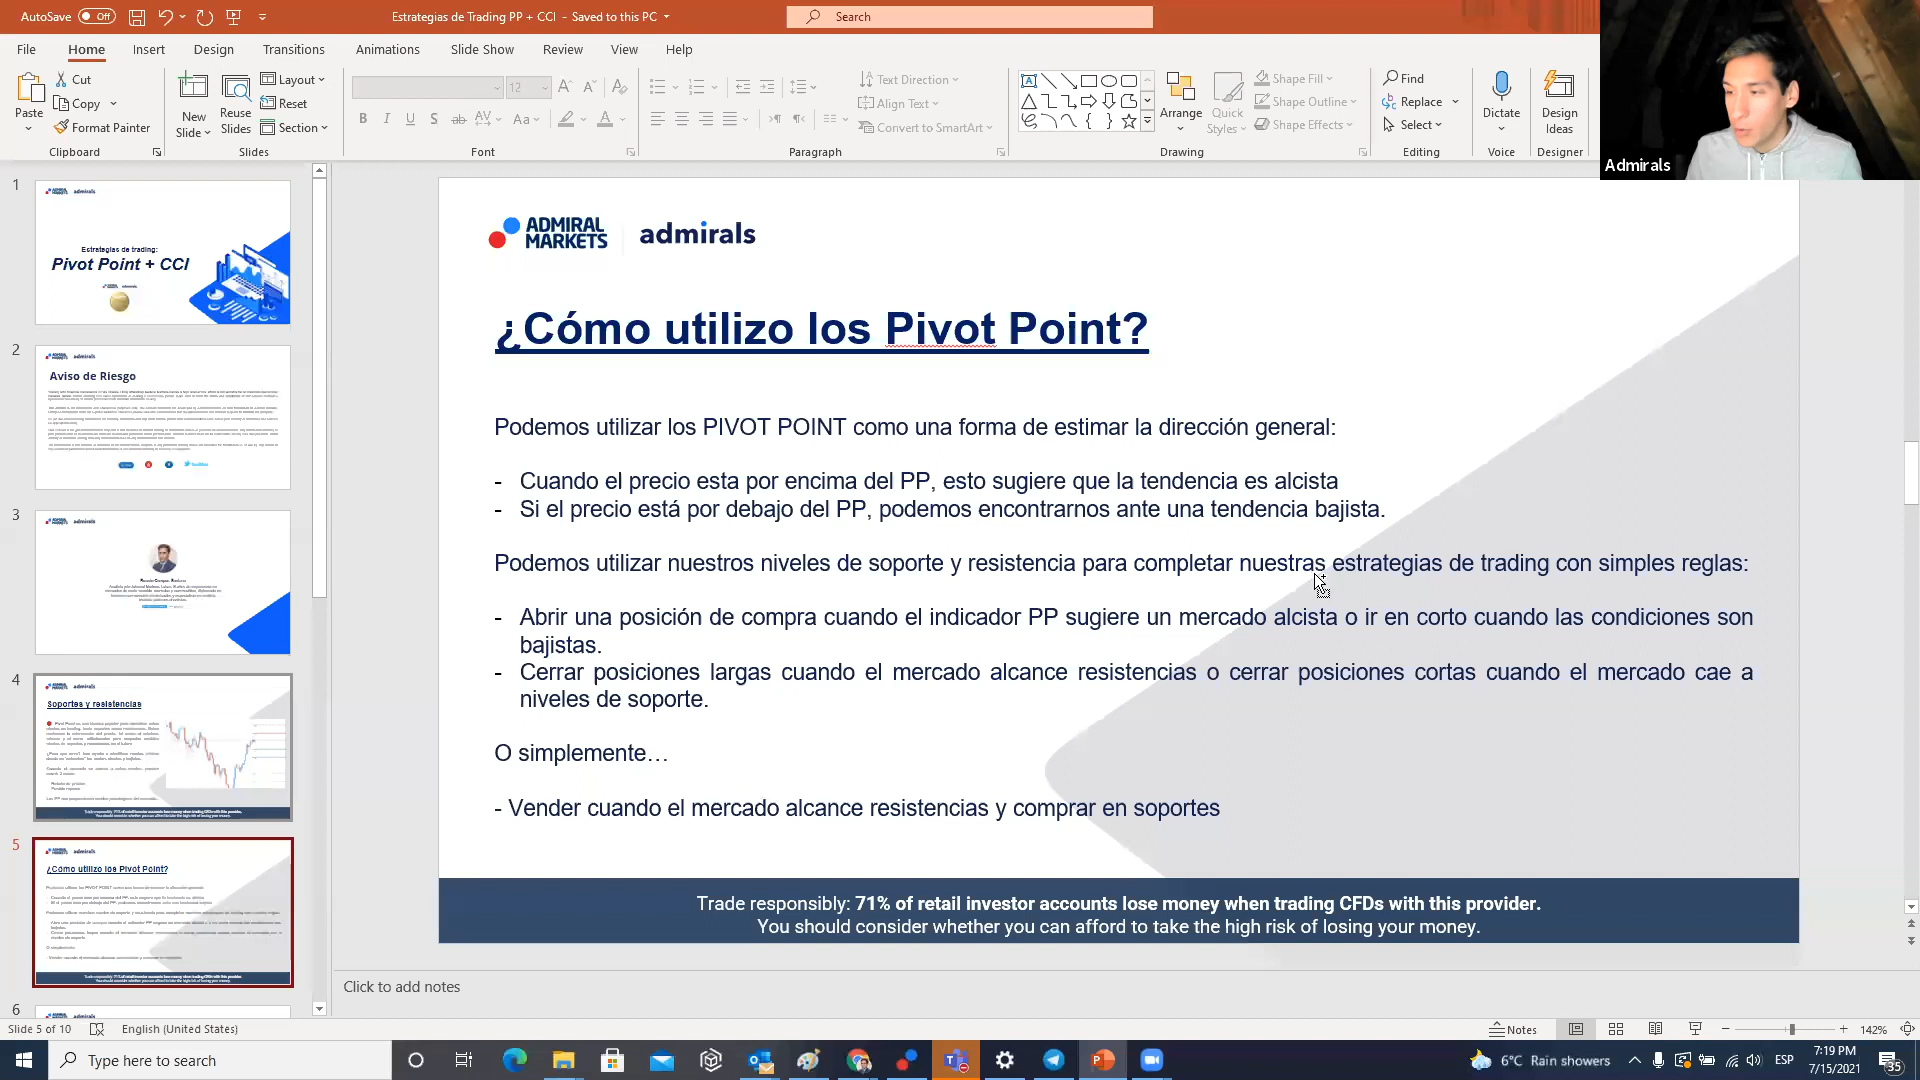 AutoSave Off
Estrategias de Trading PP + CCI - Saved to this PC
Search
File Home Insert Design Transitions Animations Slide Show Review View Help
Paste
Cut
Copy
Format Painter
Clipboard
New Slide
Reuse Slides
Layout
Reset
Section
Slides
12
Font
Text Direction
Align Text
Convert to SmartArt
Paragraph
Arrange
Quick Styles
Shape Fill
Shape Outline
Shape Effects
Drawing
Find
Replace
Select
Editing
Dictate
Voice
Design Ideas
Designer
Admirals
1
ADMIRAL MARKETS admirals
Estrategias de trading:
Pivot Point + CCI
2
Aviso de Riesgo
3
4
Soportes y resistencias
5
¿Cómo utilizo los Pivot Point?
6
ADMIRAL MARKETS
admirals
¿Cómo utilizo los Pivot Point?
Podemos utilizar los PIVOT POINT como una forma de estimar la dirección general:
- Cuando el precio esta por encima del PP, esto sugiere que la tendencia es alcista
- Si el precio está por debajo del PP, podemos encontrarnos ante una tendencia bajista.
Podemos utilizar nuestros niveles de soporte y resistencia para completar nuestras estrategias de trading con simples reglas:
- Abrir una posición de compra cuando el indicador PP sugiere un mercado alcista o ir en corto cuando las condiciones son
bajistas.
- Cerrar posiciones largas cuando el mercado alcance resistencias o cerrar posiciones cortas cuando el mercado cae a
niveles de soporte.
O simplemente…
- Vender cuando el mercado alcance resistencias y comprar en soportes
Trade responsibly: 71% of retail investor accounts lose money when trading CFDs with this provider.
You should consider whether you can afford to take the high risk of losing your money.
Click to add notes
Slide 5 of 10
English (United States)
Notes
142%
Type here to search
6°C Rain showers
ESP
7:19 PM
7/15/2021
35